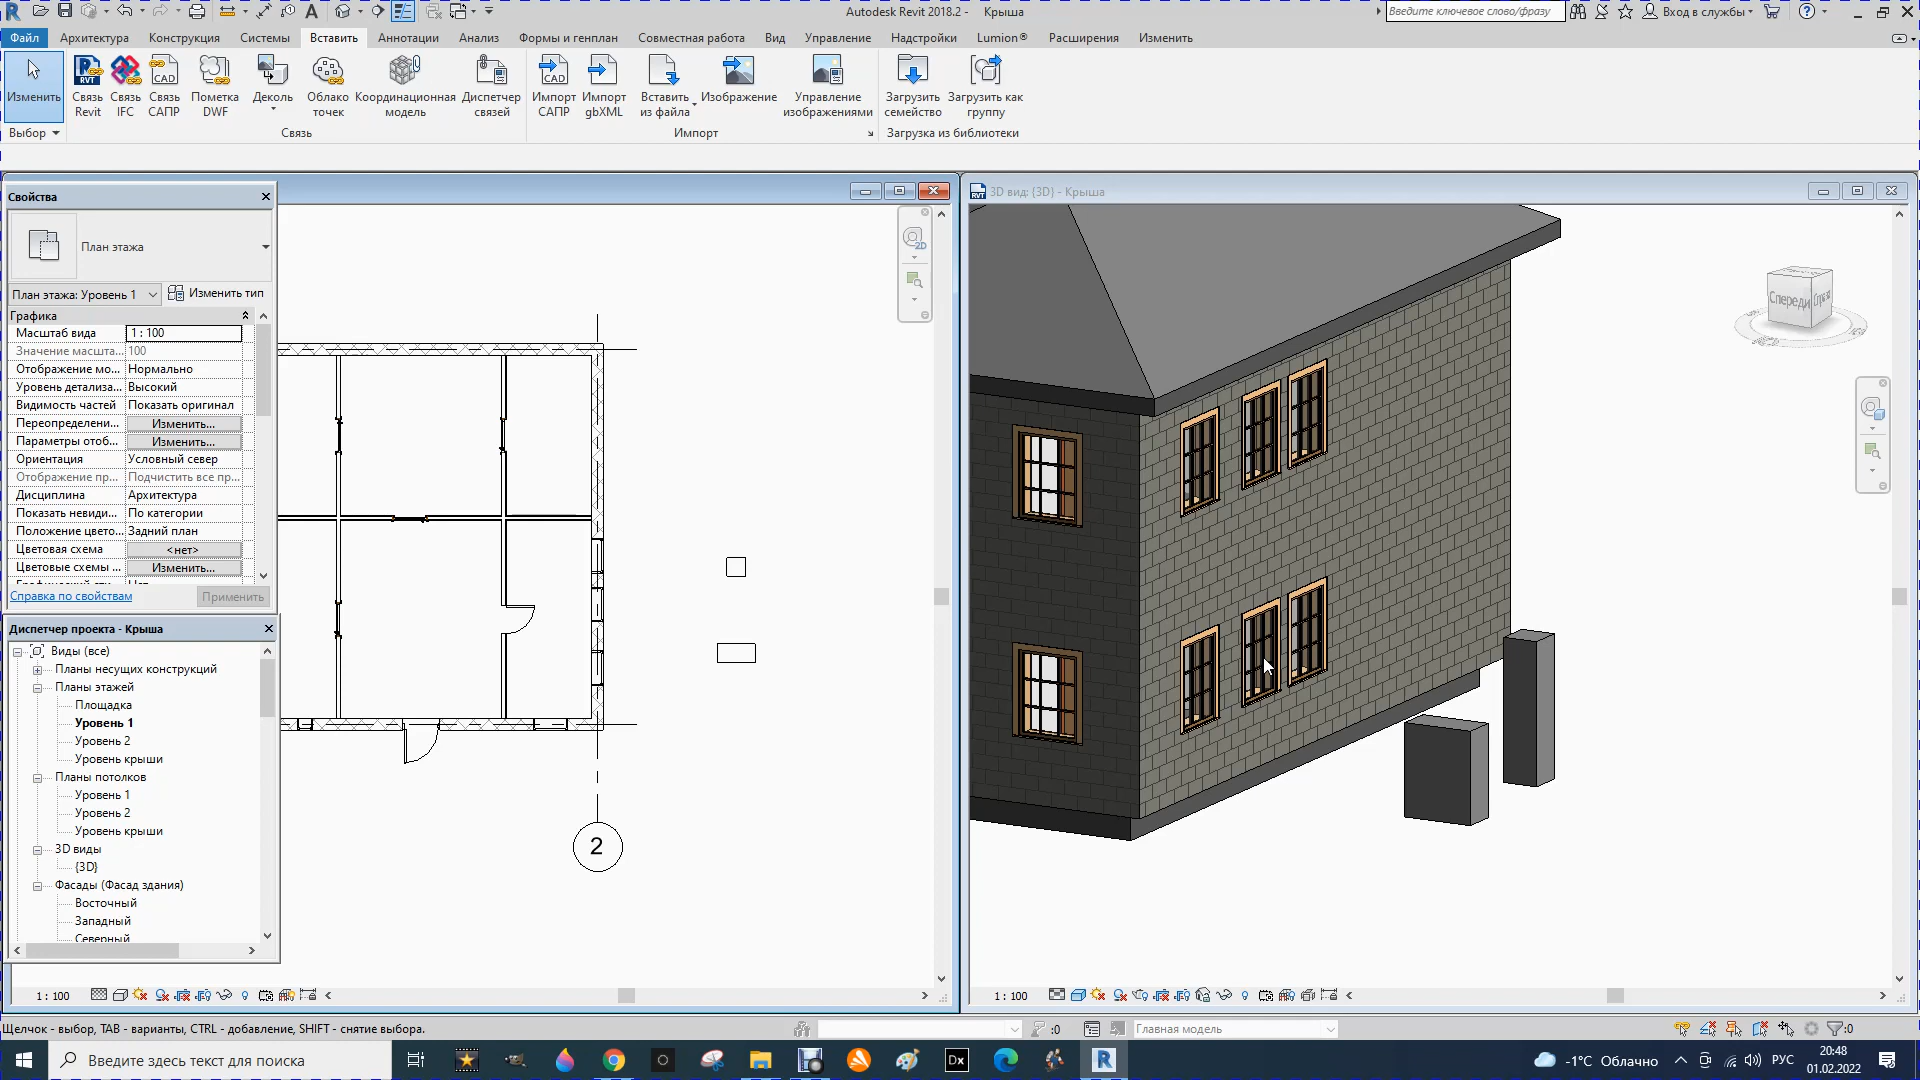 Autodesk Revit 2018.2 - Крыша
Введите ключевое слово/фразу
Вход в службы
Файл Архитектура Конструкция Системы Вставить Аннотации Анализ Формы и генплан Совместная работа Вид Управление Надстройки Lumion® Расширения Изменить
Изменить
Связь Revit
Связь IFC
Связь САПР
Пометка DWF
Деколь
Облако точек
Координационная модель
Диспетчер связей
Импорт САПР
Импорт gbXML
Вставить из файла
Изображение
Управление изображениями
Загрузить семейство
Загрузить как группу
Выбор
Связь
Импорт
Загрузка из библиотеки
Свойства
План этажа
План этажа: Уровень 1
Изменить тип
Графика
Масштаб вида 1 : 100
Значение масшта... 100
Отображение мо... Нормально
Уровень детализа... Высокий
Видимость частей Показать оригинал
Переопределени... Изменить...
Параметры отоб... Изменить...
Ориентация Условный север
Отображение пр... Подчистить все пр...
Дисциплина Архитектура
Показать невиди... По категории
Положение цвето... Задний план
Цветовая схема <нет>
Цветовые схемы ... Изменить...
Справка по свойствам
Применить
Диспетчер проекта - Крыша
Виды (все)
Планы несущих конструкций
Планы этажей
Площадка
Уровень 1
Уровень 2
Уровень крыши
Планы потолков
Уровень 1
Уровень 2
Уровень крыши
3D виды
{3D}
Фасады (Фасад здания)
Восточный
Западный
Северный
2D
2
1 : 100
3D вид: {3D} - Крыша
Спереди
Справа
1 : 100
Щелчок - выбор, TAB - варианты, CTRL - добавление, SHIFT - снятие выбора.
:0
Главная модель
:0
Введите здесь текст для поиска
Dx
-1°C Облачно
РУС
20:48
01.02.2022